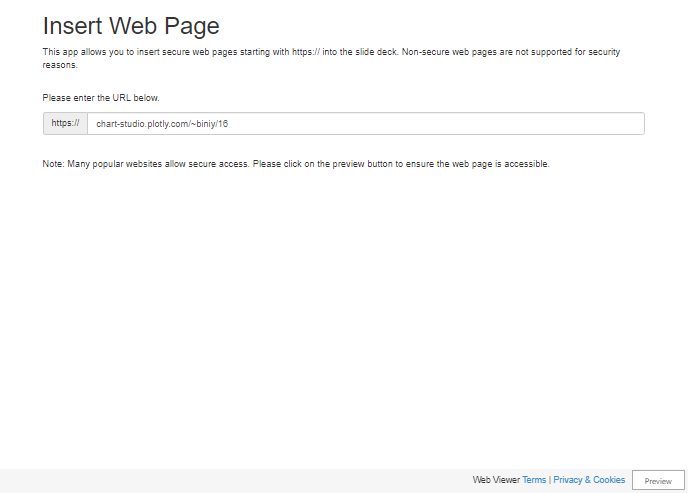 Insert Web Page
This app allows you to insert secure web pages starting with https:// into the slide deck. Non-secure web pages are not supported for security
reasons.
Please enter the URL below.
https:// chart-studio.plotly.com/~biniy/16
Note: Many popular websites allow secure access. Please click on the preview button to ensure the web page is accessible.
Web Viewer Terms | Privacy & Cookies Preview